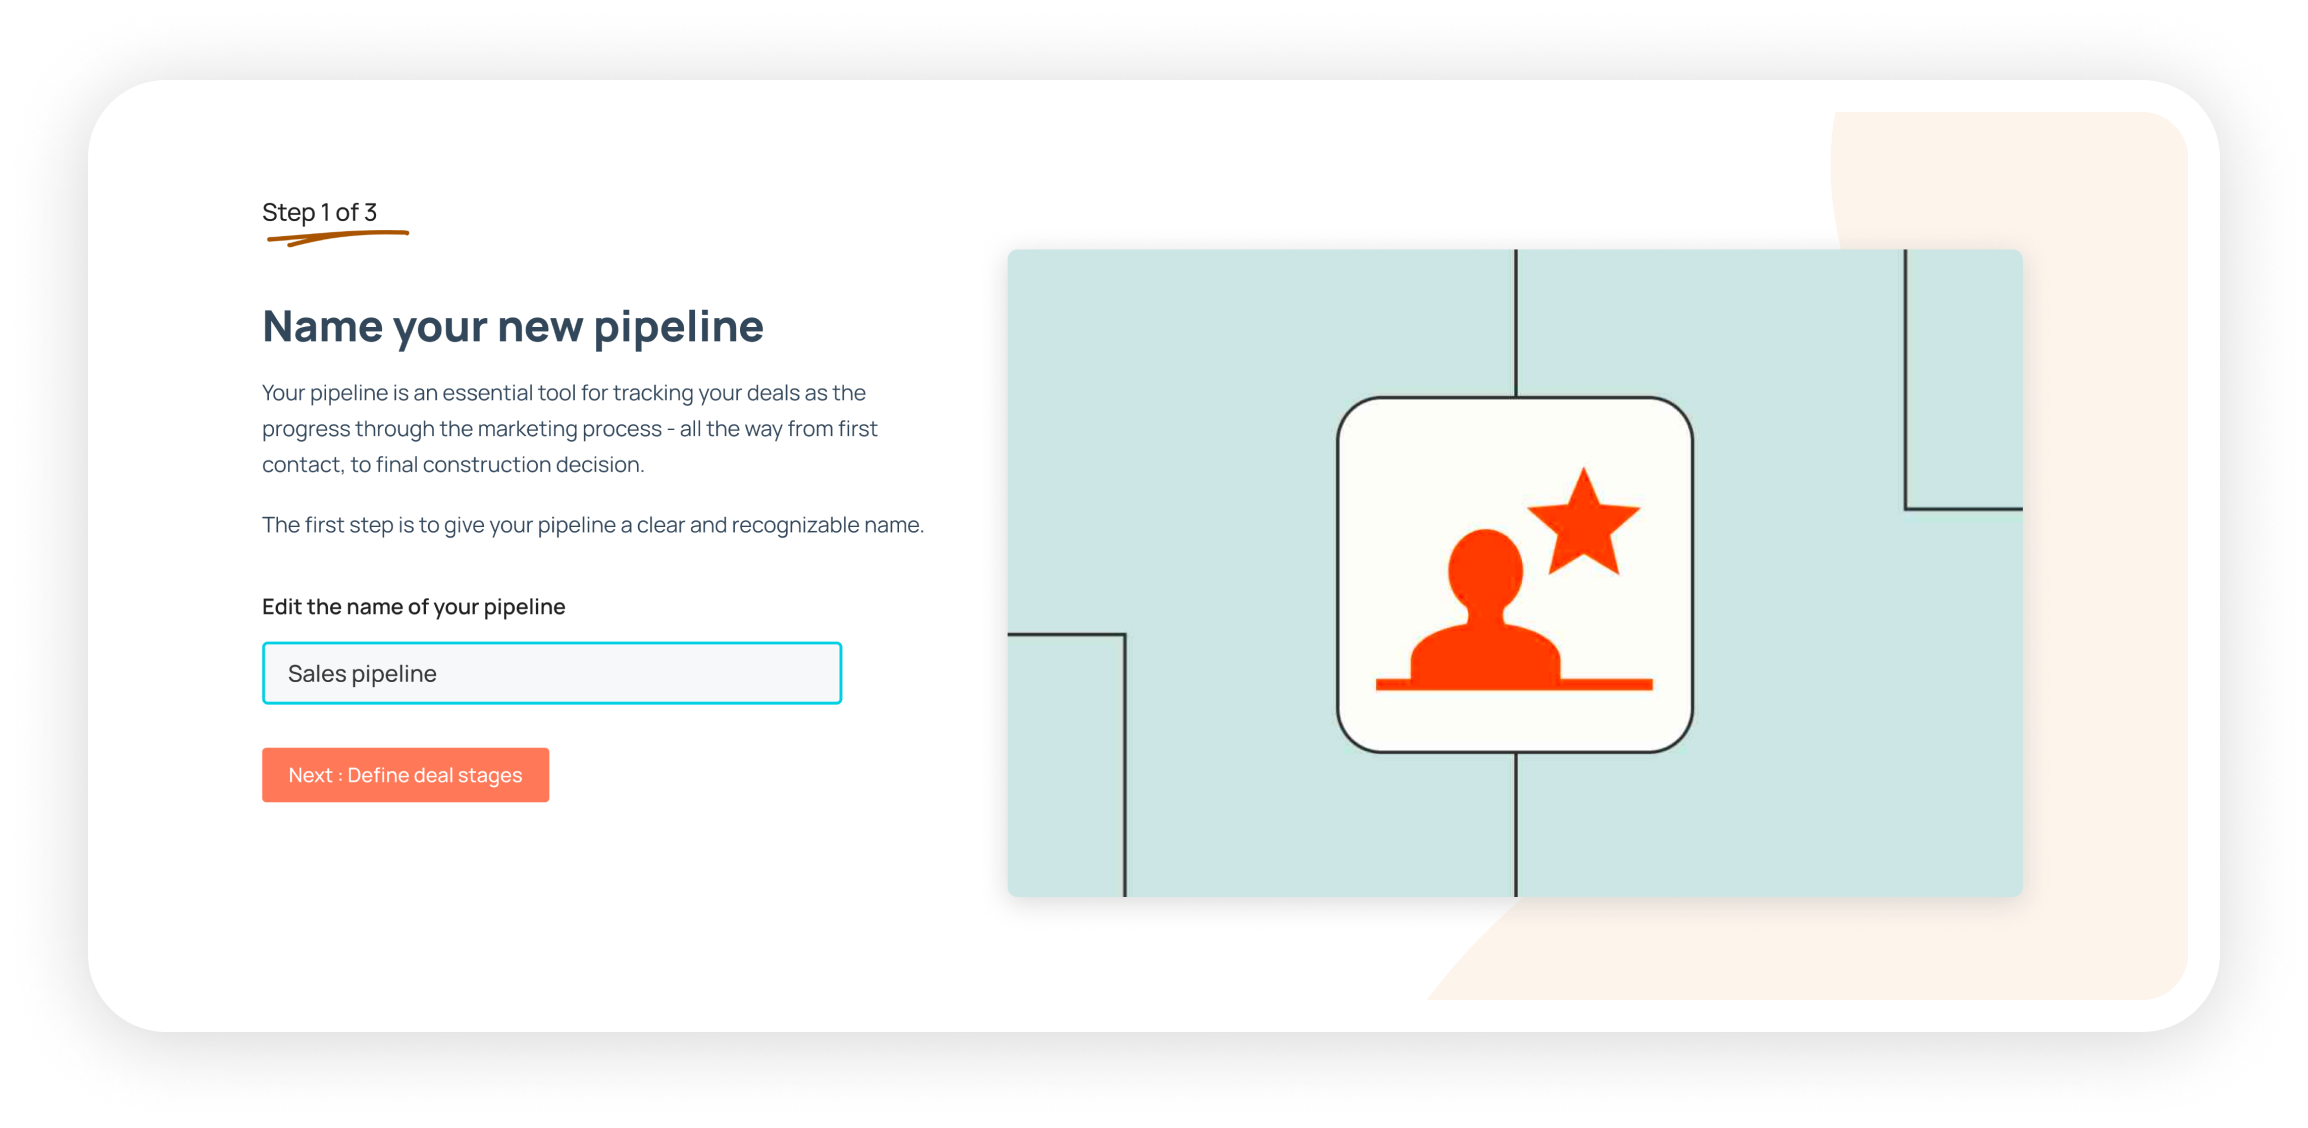 Step 1 of 3
Name your new pipeline
Your pipeline is an essential tool for tracking your deals as the
progress through the marketing process - all the way from first
contact, to final construction decision.
The first step is to give your pipeline a clear and recognizable name.
Edit the name of your pipeline
Sales pipeline
Next : Define deal stages